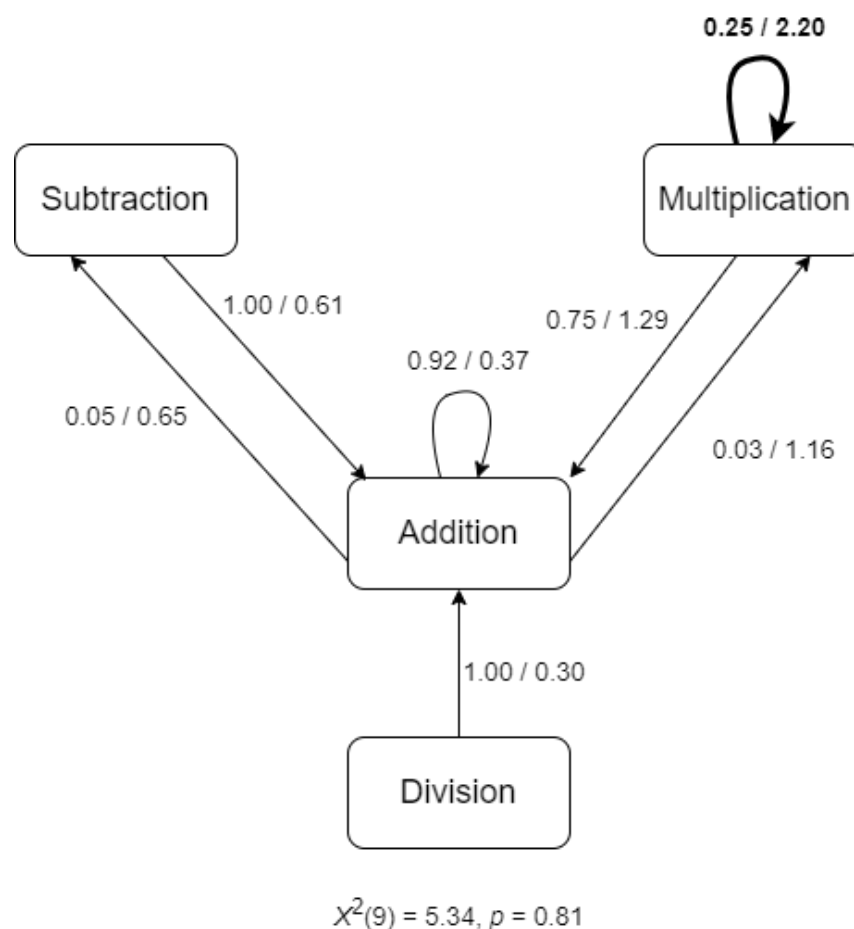 0.25 / 2.20
Subtraction
Multiplication
1.00 / 0.61
0.75 / 1.29
0.92 / 0.37
0.05 / 0.65
0.03 / 1.16
Addition
1.00 / 0.30
Division
X²(9) = 5.34, p = 0.81